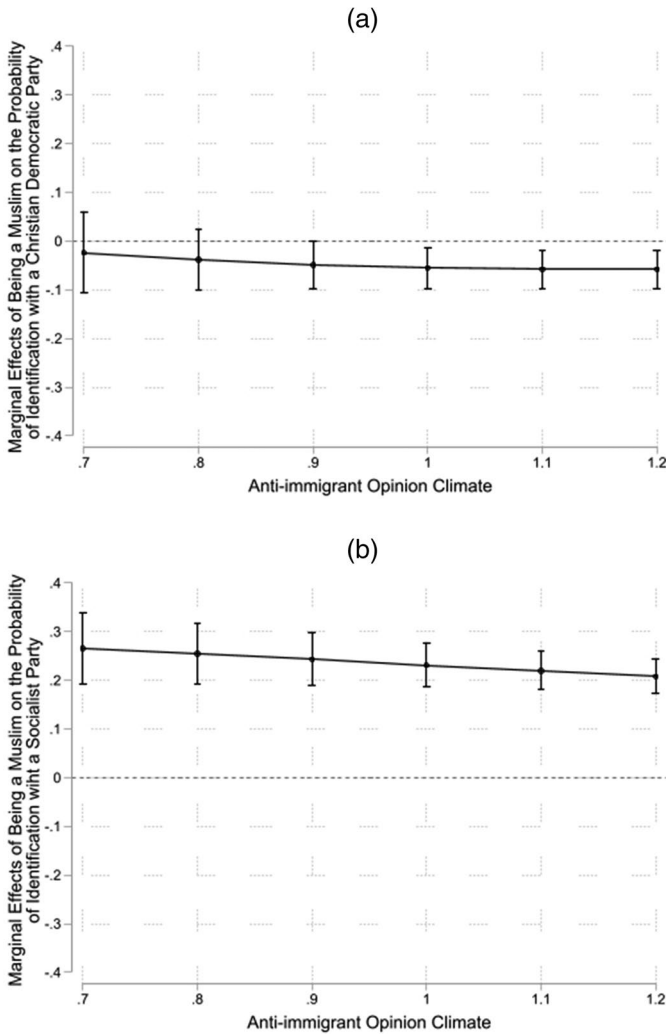 (a)
Marginal Effects of Being a Muslim on the Probability
of Identification with a Christian Democratic Party
.4
.3
.2
.1
0
-.1
-.2
-.3
-.4
.7 .8 .9 1 1.1 1.2
Anti-immigrant Opinion Climate
(b)
Marginal Effects of Being a Muslim on the Probability
of Identification wiht a Socialist Party
.4
.3
.2
.1
0
-.1
-.2
-.3
-.4
.7 .8 .9 1 1.1 1.2
Anti-immigrant Opinion Climate